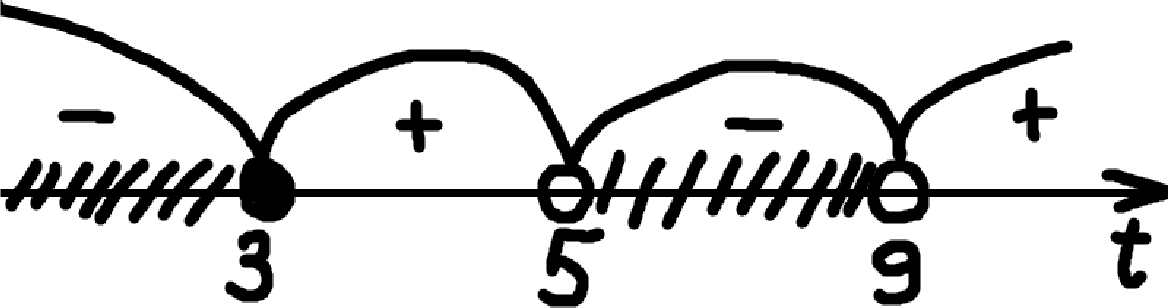 - + - +
3 5 9 t